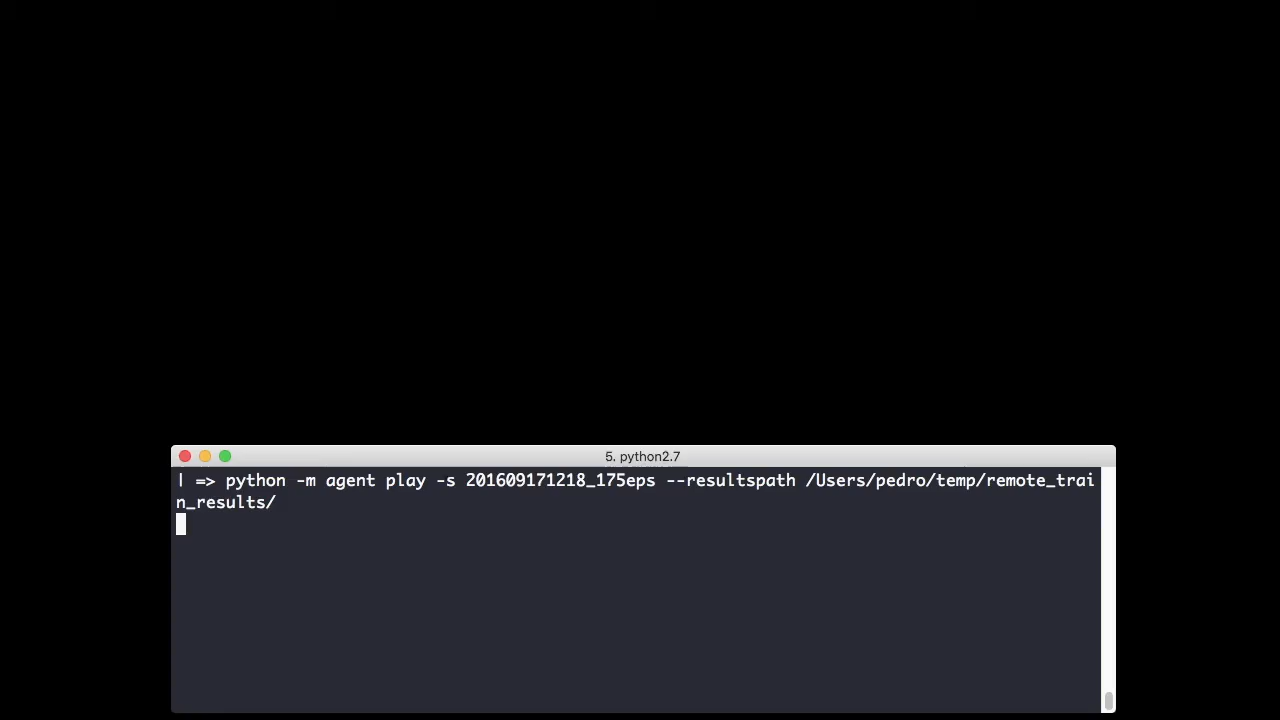 5. python2.7
| => python -m agent play -s 201609171218_175eps --resultspath /Users/pedro/temp/remote_trai
n_results/